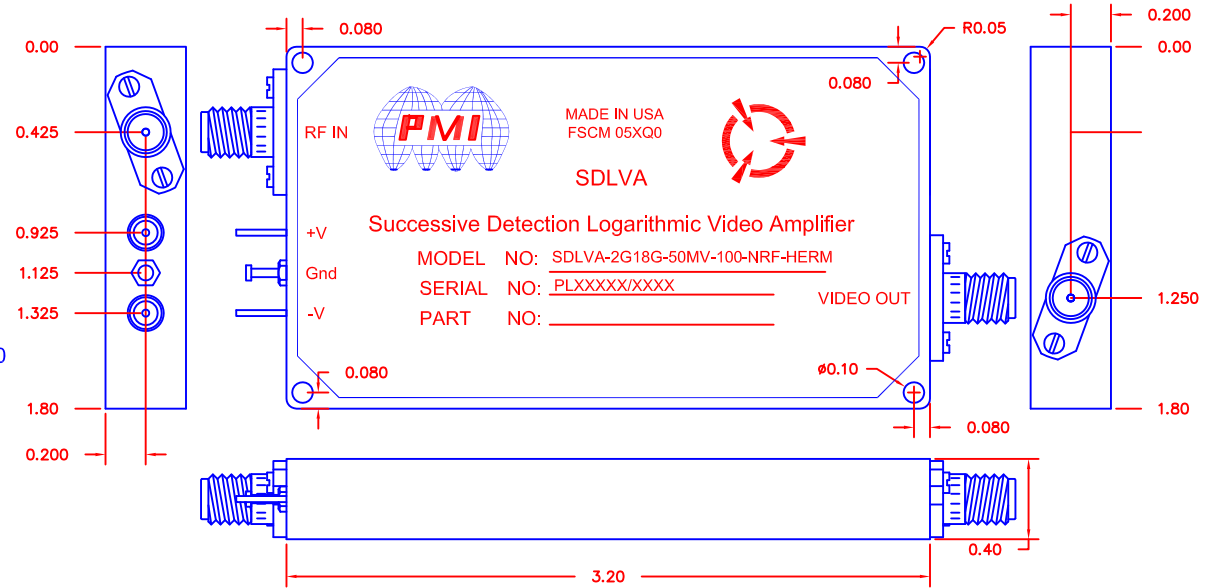 0.080
R0.05
0.200
0.00
0.00
0.080
MADE IN USA
FSCM 05XQ0
PMI
RF IN
0.425
SDLVA
Successive Detection Logarithmic Video Amplifier
0.925
+V
MODEL NO: SDLVA-2G18G-50MV-100-NRF-HERM
1.125
Gnd
SERIAL NO: PLXXXXX/XXXX
VIDEO OUT
1.250
1.325
-V
PART NO:
0
0.080
ø0.10
1.80
1.80
0.080
0.200
0.40
3.20